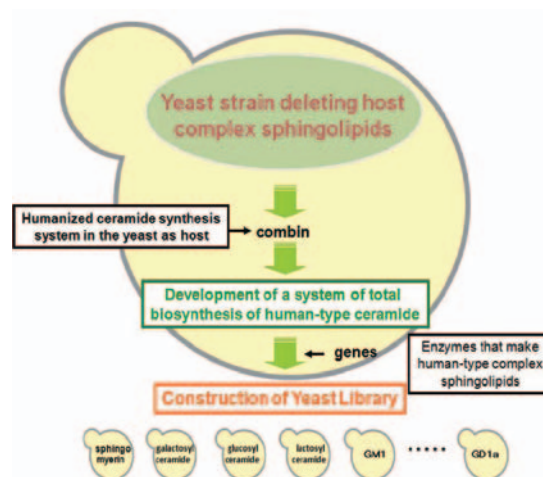 Yeast strain deleting host
complex sphingolipids
Humanized ceramide synthesis
system in the yeast as host
combin
Development of a system of total
biosynthesis of human-type ceramide
genes
Enzymes that make
human-type complex
sphingolipids
Construction of Yeast Library
sphingo
myerin
galactosyl
ceramide
glucosyl
ceramide
lactosyl
ceramide
GM1
.....
GD1a